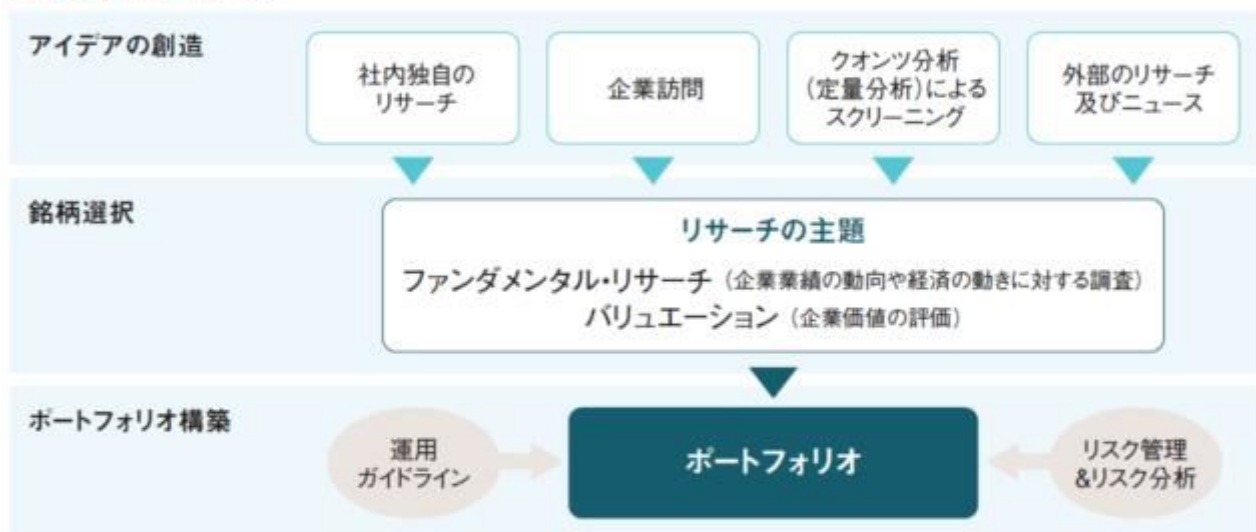 アイデアの創造
社内独自の
リサーチ
企業訪問
クオンツ分析
(定量分析)による
スクリーニング
外部のリサーチ
及びニュース
銘柄選択
リサーチの主題
ファンダメンタル・リサーチ（企業業績の動向や経済の動きに対する調査）
バリュエーション（企業価値の評価）
ポートフォリオ構築
運用
ガイドライン
ポートフォリオ
リスク管理
&リスク分析